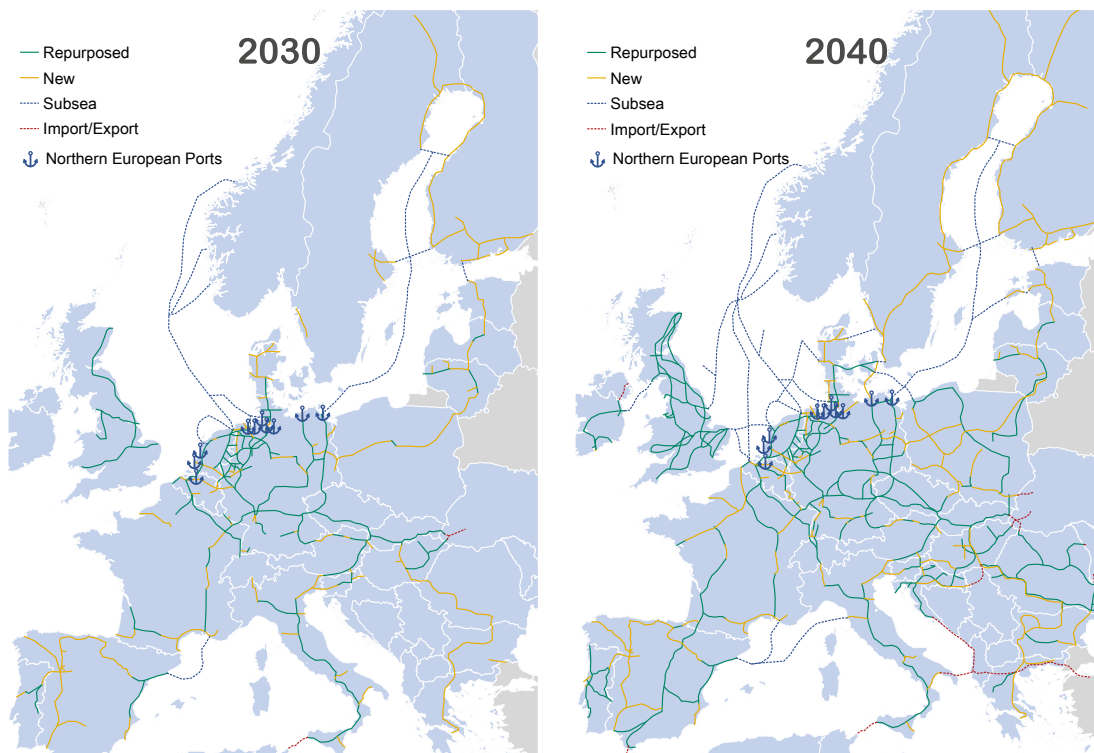 2030
Repurposed
New
Subsea
Import/Export
Northern European Ports
2040
Repurposed
New
Subsea
Import/Export
Northern European Ports